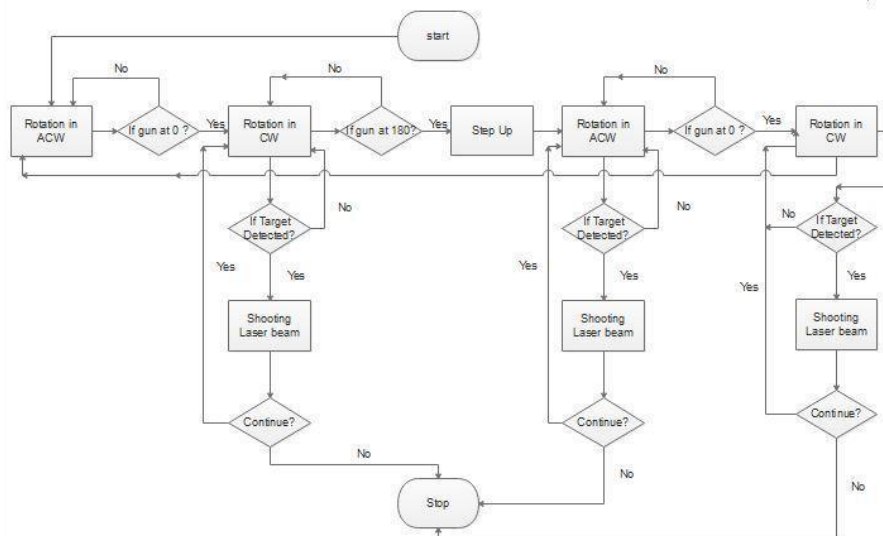 start
No
No
No
Rotation in
ACW
If gun at 0 ?
Yes
Rotation in
CW
If gun at 180?
Yes
Step Up
Rotation in
ACW
If gun at 0 ?
Yes
Rotation in
CW
If Target
Detected?
No
If Target
Detected?
No
No
If Target
Detected?
Yes
Yes
Yes
Yes
Yes
Yes
Shooting
Laser beam
Shooting
Laser beam
Shooting
Laser beam
Continue?
Continue?
Continue?
No
No
No
Stop